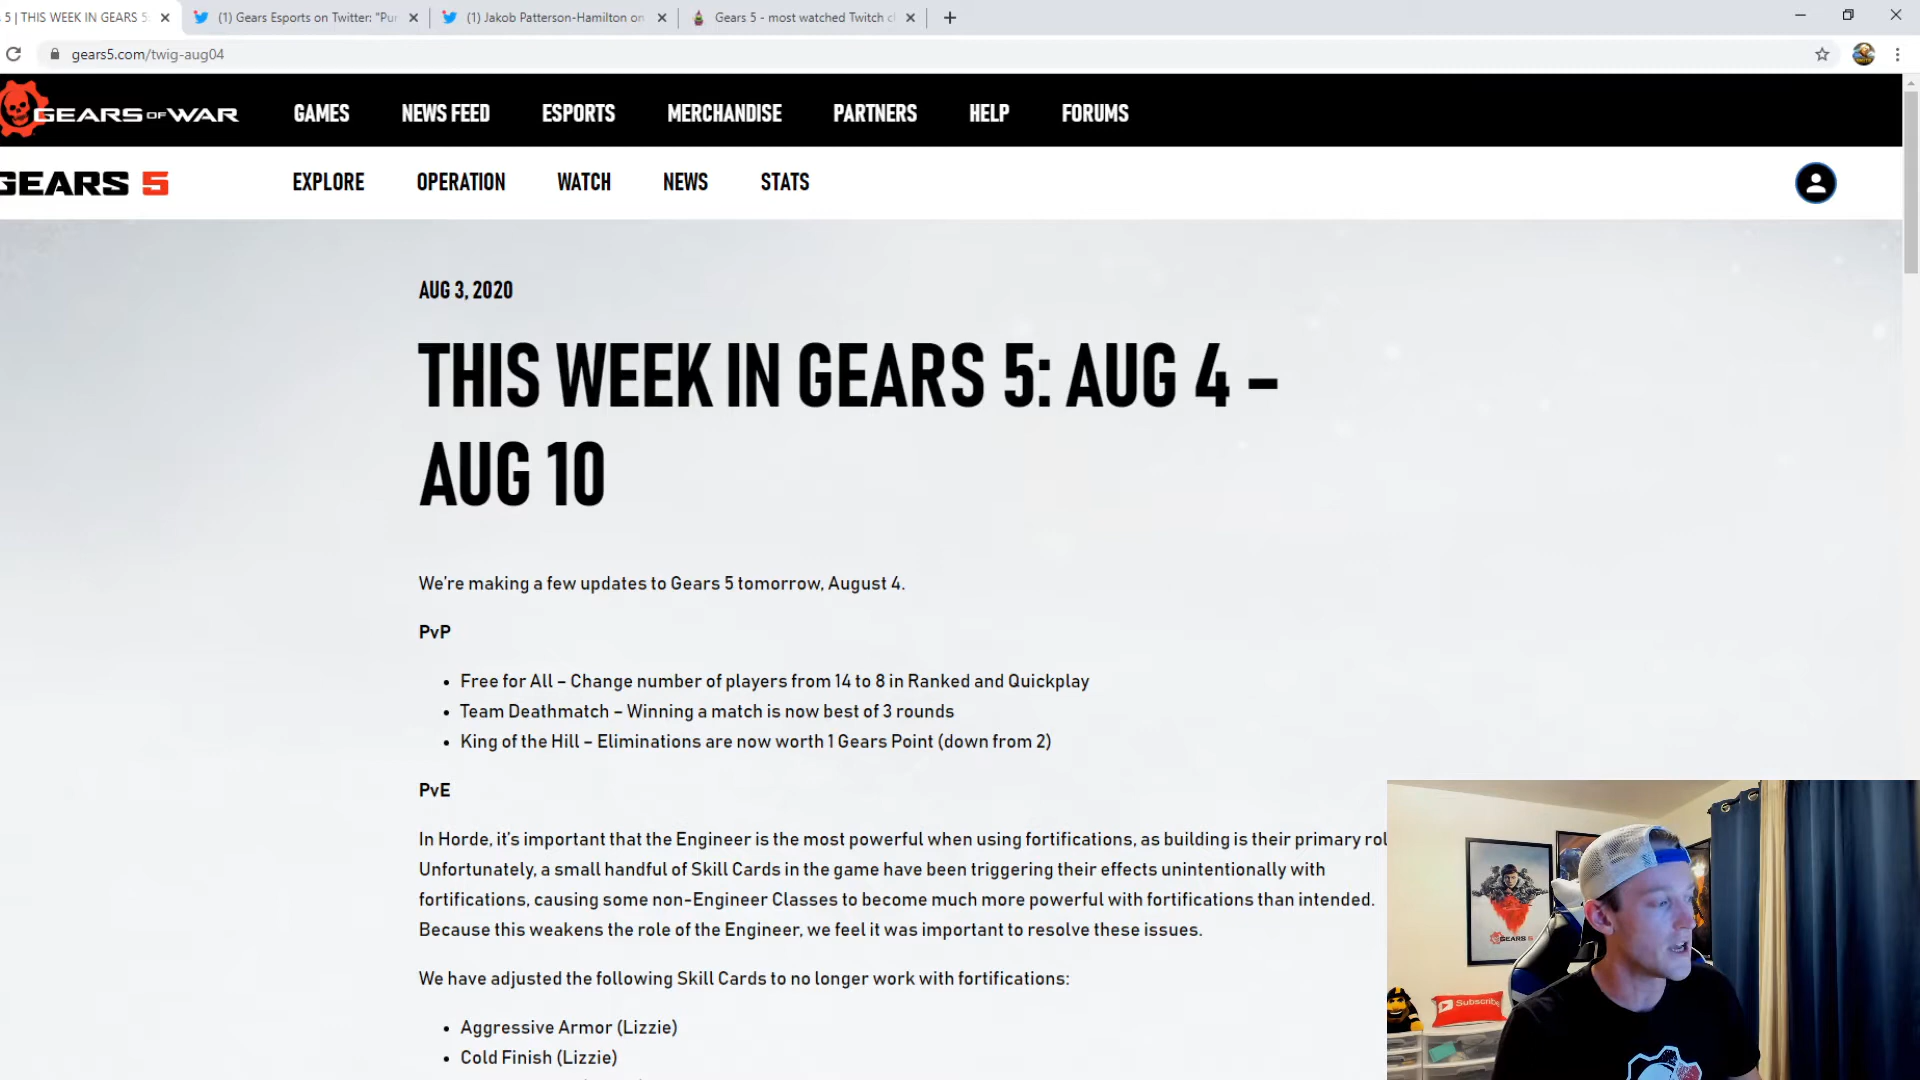 5 | THIS WEEK IN GEARS 5:
(1) Gears Esports on Twitter: "Pur
(1) Jakob Patterson-Hamilton on
Gears 5 - most watched Twitch cl
gears5.com/twig-aug04
GEARS OF WAR
GAMES
NEWS FEED
ESPORTS
MERCHANDISE
PARTNERS
HELP
FORUMS
GEARS 5
EXPLORE
OPERATION
WATCH
NEWS
STATS
AUG 3, 2020
THIS WEEK IN GEARS 5: AUG 4 –
AUG 10
We're making a few updates to Gears 5 tomorrow, August 4.
PvP
• Free for All – Change number of players from 14 to 8 in Ranked and Quickplay
• Team Deathmatch – Winning a match is now best of 3 rounds
• King of the Hill – Eliminations are now worth 1 Gears Point (down from 2)
PvE
In Horde, it's important that the Engineer is the most powerful when using fortifications, as building is their primary rol
Unfortunately, a small handful of Skill Cards in the game have been triggering their effects unintentionally with
fortifications, causing some non-Engineer Classes to become much more powerful with fortifications than intended.
Because this weakens the role of the Engineer, we feel it was important to resolve these issues.
We have adjusted the following Skill Cards to no longer work with fortifications:
• Aggressive Armor (Lizzie)
• Cold Finish (Lizzie)
GEARS 5
Subscribe